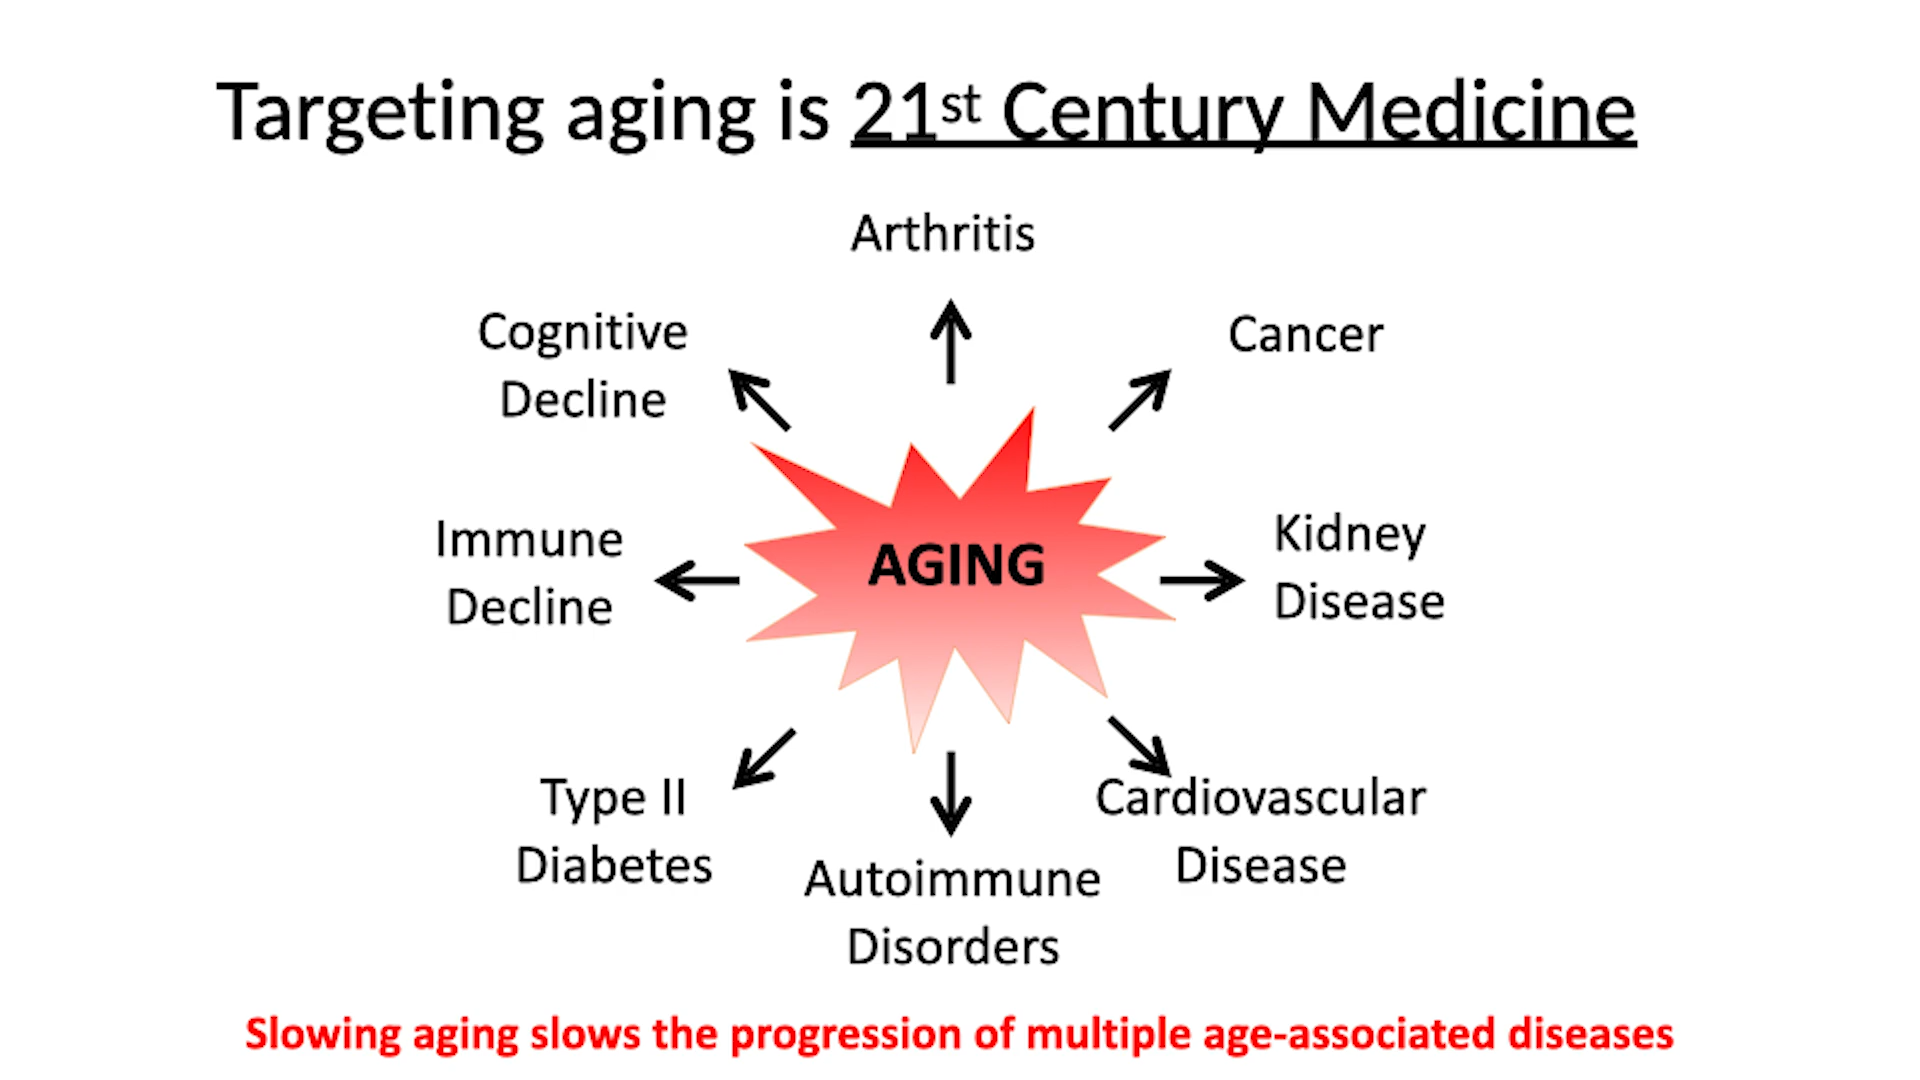 Targeting aging is 21st Century Medicine
Arthritis
Cognitive
Decline
Cancer
Immune
Decline
AGING
Kidney
Disease
Type II
Diabetes
Autoimmune
Disorders
Cardiovascular
Disease
Slowing aging slows the progression of multiple age-associated diseases